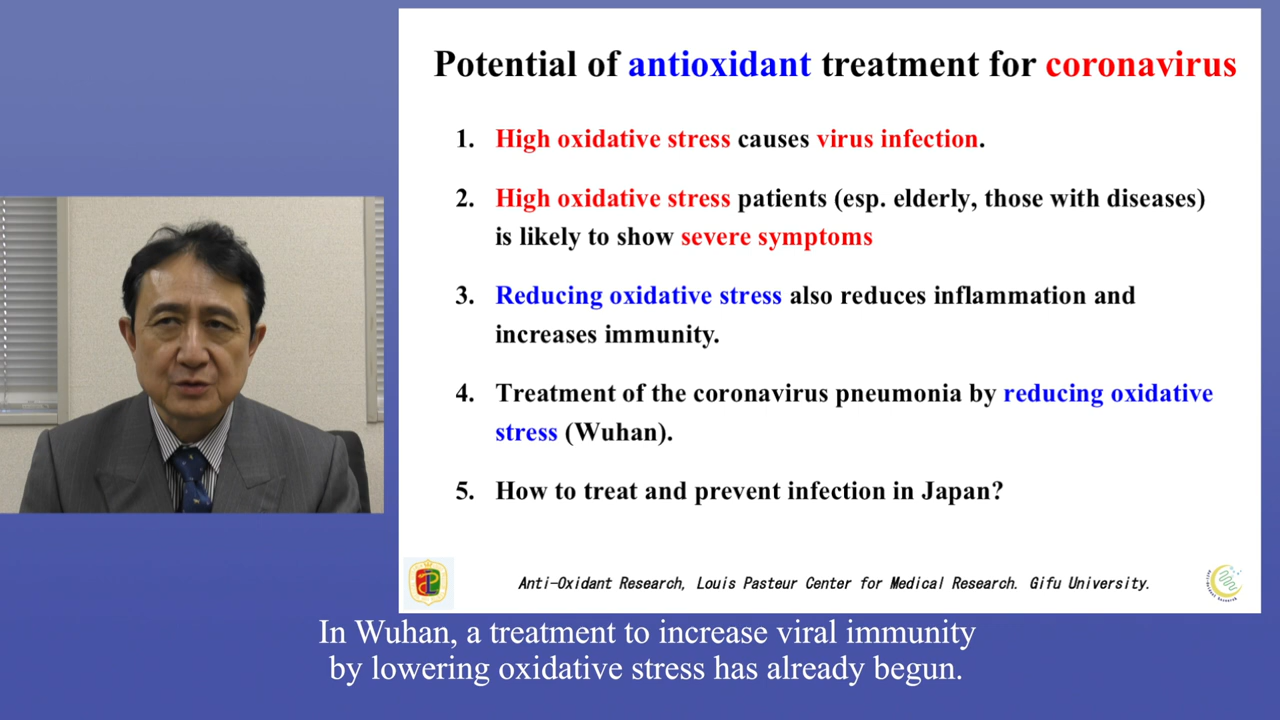 Potential of antioxidant treatment for coronavirus
1. High oxidative stress causes virus infection.
2. High oxidative stress patients (esp. elderly, those with diseases)
is likely to show severe symptoms
3. Reducing oxidative stress also reduces inflammation and
increases immunity.
4. Treatment of the coronavirus pneumonia by reducing oxidative
stress (Wuhan).
5. How to treat and prevent infection in Japan?
Anti-Oxidant Research, Louis Pasteur Center for Medical Research. Gifu University.
In Wuhan, a treatment to increase viral immunity
by lowering oxidative stress has already begun.